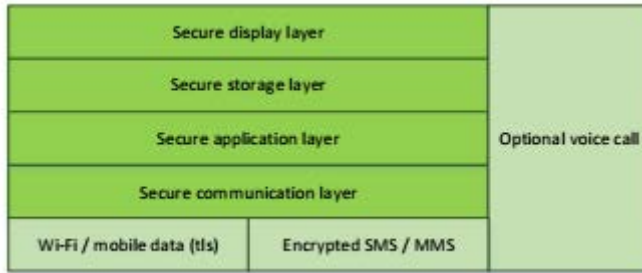 Secure display layer
Secure storage layer
Secure application layer
Optional voice call
Secure communication layer
Wi-Fi / mobile data (tls)
Encrypted SMS / MMS